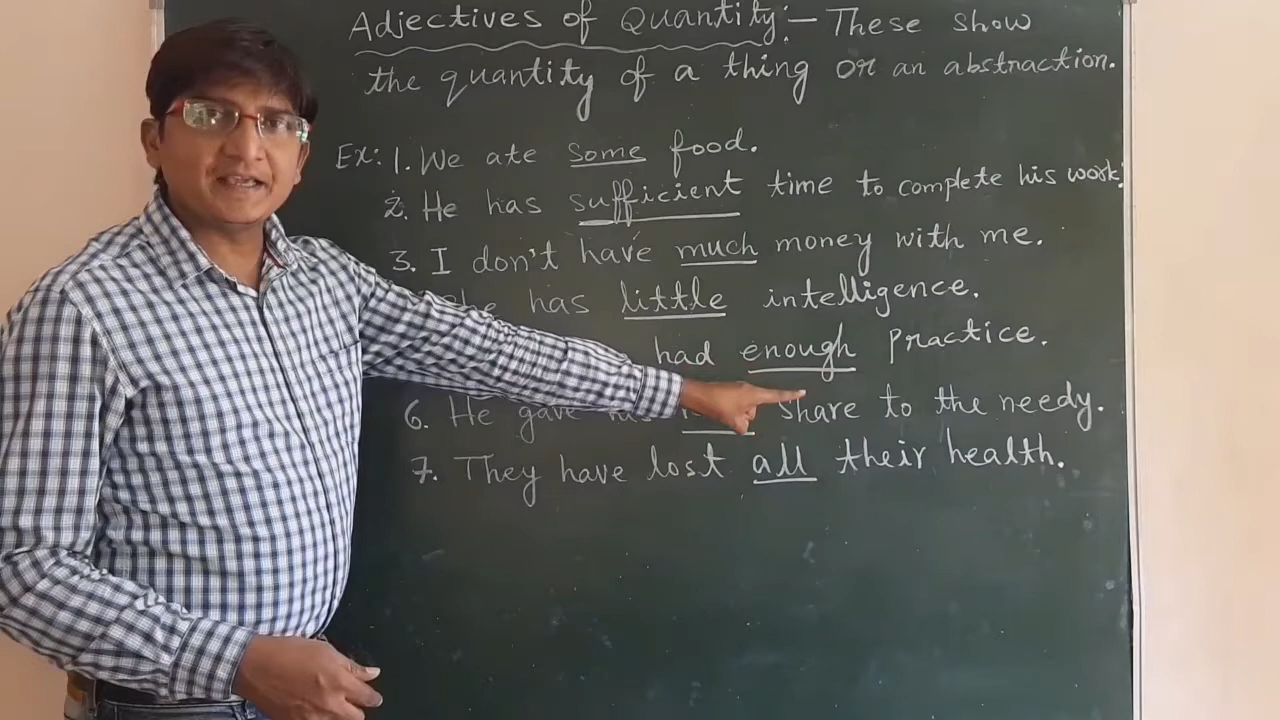 Adjectives of Quantity:- These show
the quantity of a thing or an abstraction.
Ex: 1. We ate some food.
2. He has sufficient time to complete his work.
3. I don't have much money with me.
has little intelligence.
had enough practice.
6. He gave share to the needy.
7. They have lost all their health.